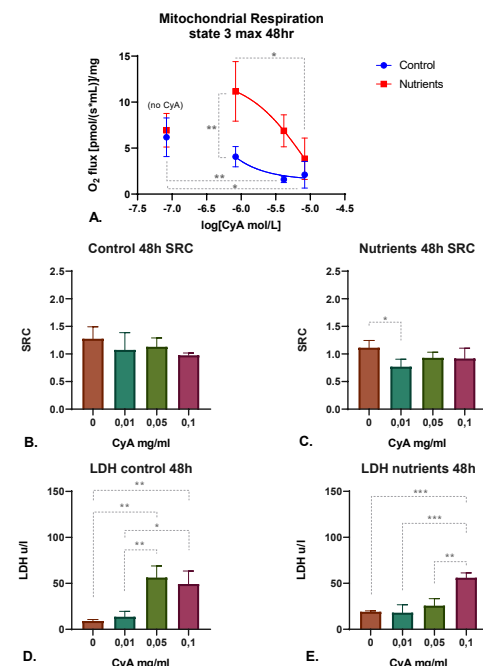 Mitochondrial Respiration
state 3 max 48hr
O2 flux [pmol/(s*mL)]/mg
15
10
5
0
(no CyA)
*
**
**
*
Control
Nutrients
-7.5 -7.0 -6.5 -6.0 -5.5 -5.0 -4.5
log[CyA mol/L]
A.
Control 48h SRC
SRC
2.5
2.0
1.5
1.0
0.5
0.0
0 0,01 0,05 0,1
CyA mg/ml
B.
Nutrients 48h SRC
SRC
2.5
2.0
1.5
1.0
0.5
0.0
*
0 0,01 0,05 0,1
CyA mg/ml
C.
LDH control 48h
LDH u/l
150
100
50
0
**
**
*
**
0 0,01 0,05 0,1
CyA mg/ml
D.
LDH nutrients 48h
LDH u/l
150
100
50
0
***
***
**
0 0,01 0,05 0,1
CyA mg/ml
E.